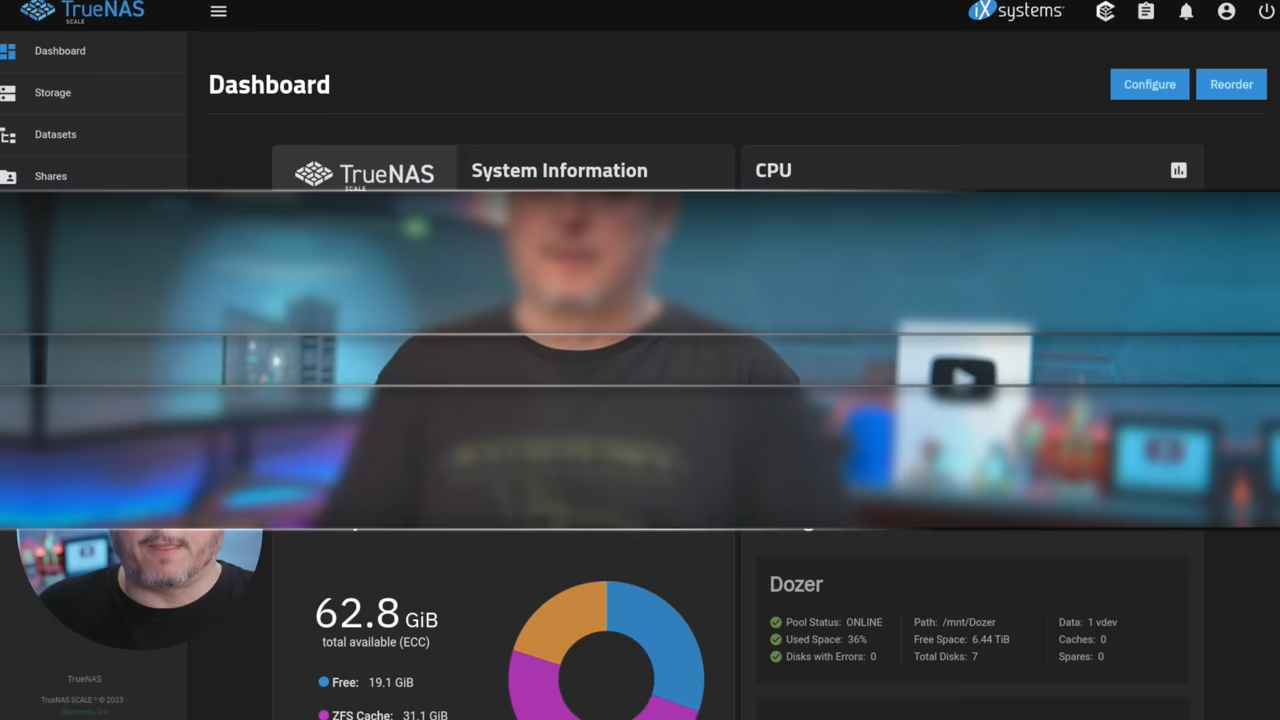 TrueNAS
SCALE
iX systems
Dashboard
Storage
Datasets
Shares
Dashboard
Configure
Reorder
TrueNAS
SCALE
System Information
CPU
62.8 GiB
total available (ECC)
Free: 19.1 GiB
ZFS Cache: 31.1 GiB
Dozer
Pool Status: ONLINE
Used Space: 36%
Disks with Errors: 0
Path: /mnt/Dozer
Free Space: 6.44 TiB
Total Disks: 7
Data: 1 vdev
Caches: 0
Spares: 0
TrueNAS
TrueNAS SCALE ® © 2023